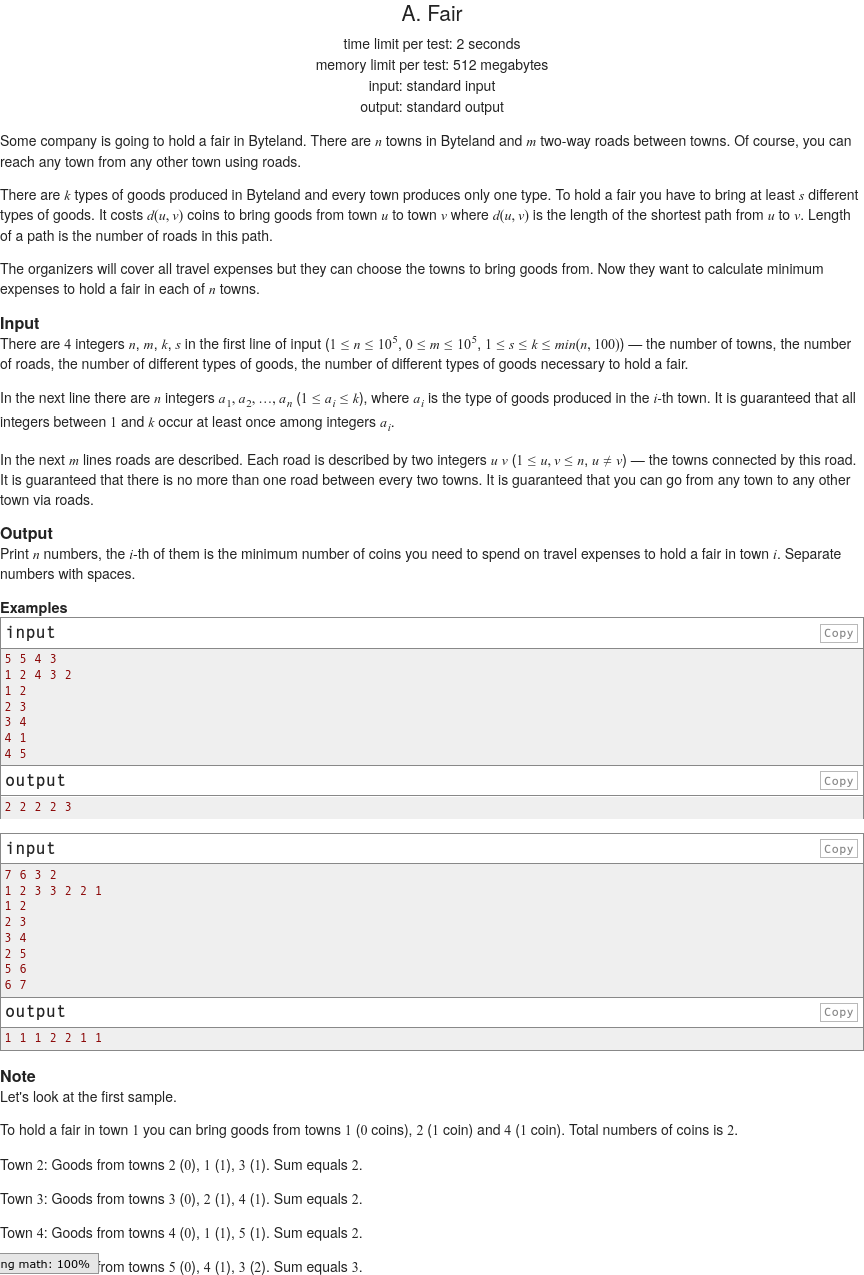 A. Fair
time limit per test: 2 seconds
memory limit per test: 512 megabytes
input: standard input
output: standard output
Some company is going to hold a fair in Byteland. There are n towns in Byteland and m two-way roads between towns. Of course, you can
reach any town from any other town using roads.
There are k types of goods produced in Byteland and every town produces only one type. To hold a fair you have to bring at least s different
types of goods. It costs d(u, v) coins to bring goods from town u to town v where d(u, v) is the length of the shortest path from u to v. Length
of a path is the number of roads in this path.
The organizers will cover all travel expenses but they can choose the towns to bring goods from. Now they want to calculate minimum
expenses to hold a fair in each of n towns.
Input
There are 4 integers n, m, k, s in the first line of input (1 ≤ n ≤ 10^5, 0 ≤ m ≤ 10^5, 1 ≤ s ≤ k ≤ min(n, 100)) — the number of towns, the number
of roads, the number of different types of goods, the number of different types of goods necessary to hold a fair.
In the next line there are n integers a_1, a_2, ..., a_n (1 ≤ a_i ≤ k), where a_i is the type of goods produced in the i-th town. It is guaranteed that all
integers between 1 and k occur at least once among integers a_i.
In the next m lines roads are described. Each road is described by two integers u v (1 ≤ u, v ≤ n, u ≠ v) — the towns connected by this road.
It is guaranteed that there is no more than one road between every two towns. It is guaranteed that you can go from any town to any other
town via roads.
Output
Print n numbers, the i-th of them is the minimum number of coins you need to spend on travel expenses to hold a fair in town i. Separate
numbers with spaces.
Examples
input Copy
5 5 4 3
1 2 4 3 2
1 2
2 3
3 4
4 1
4 5
output Copy
2 2 2 2 3
input Copy
7 6 3 2
1 2 3 3 2 2 1
1 2
2 3
3 4
2 5
5 6
6 7
output Copy
1 1 1 2 2 1 1
Note
Let's look at the first sample.
To hold a fair in town 1 you can bring goods from towns 1 (0 coins), 2 (1 coin) and 4 (1 coin). Total numbers of coins is 2.
Town 2: Goods from towns 2 (0), 1 (1), 3 (1). Sum equals 2.
Town 3: Goods from towns 3 (0), 2 (1), 4 (1). Sum equals 2.
Town 4: Goods from towns 4 (0), 1 (1), 5 (1). Sum equals 2.
ng math: 100% from towns 5 (0), 4 (1), 3 (2). Sum equals 3.